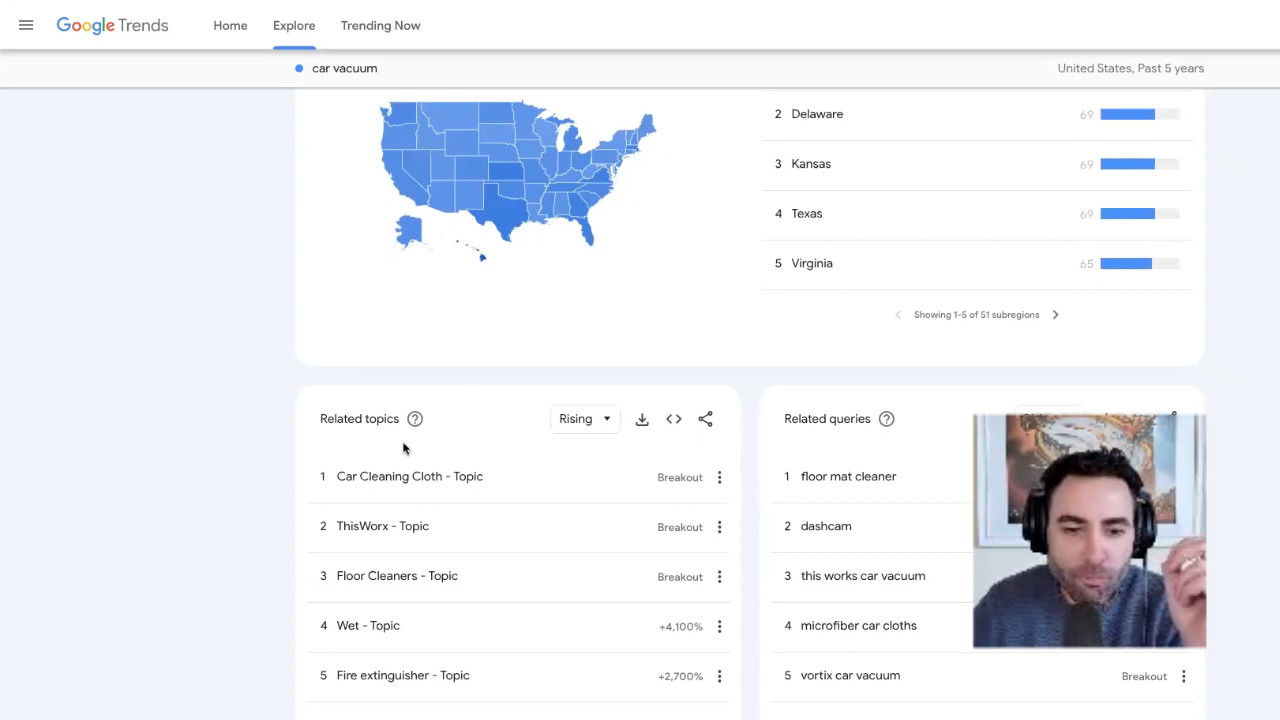 Google Trends
Home
Explore
Trending Now
car vacuum
United States, Past 5 years
2 Delaware 69
3 Kansas 69
4 Texas 69
5 Virginia 65
Showing 1-5 of 51 subregions
Related topics
Rising
1 Car Cleaning Cloth - Topic Breakout
2 ThisWorx - Topic Breakout
3 Floor Cleaners - Topic Breakout
4 Wet - Topic +4,100%
5 Fire extinguisher - Topic +2,700%
Related queries
1 floor mat cleaner
2 dashcam
3 this works car vacuum
4 microfiber car cloths
5 vortix car vacuum Breakout